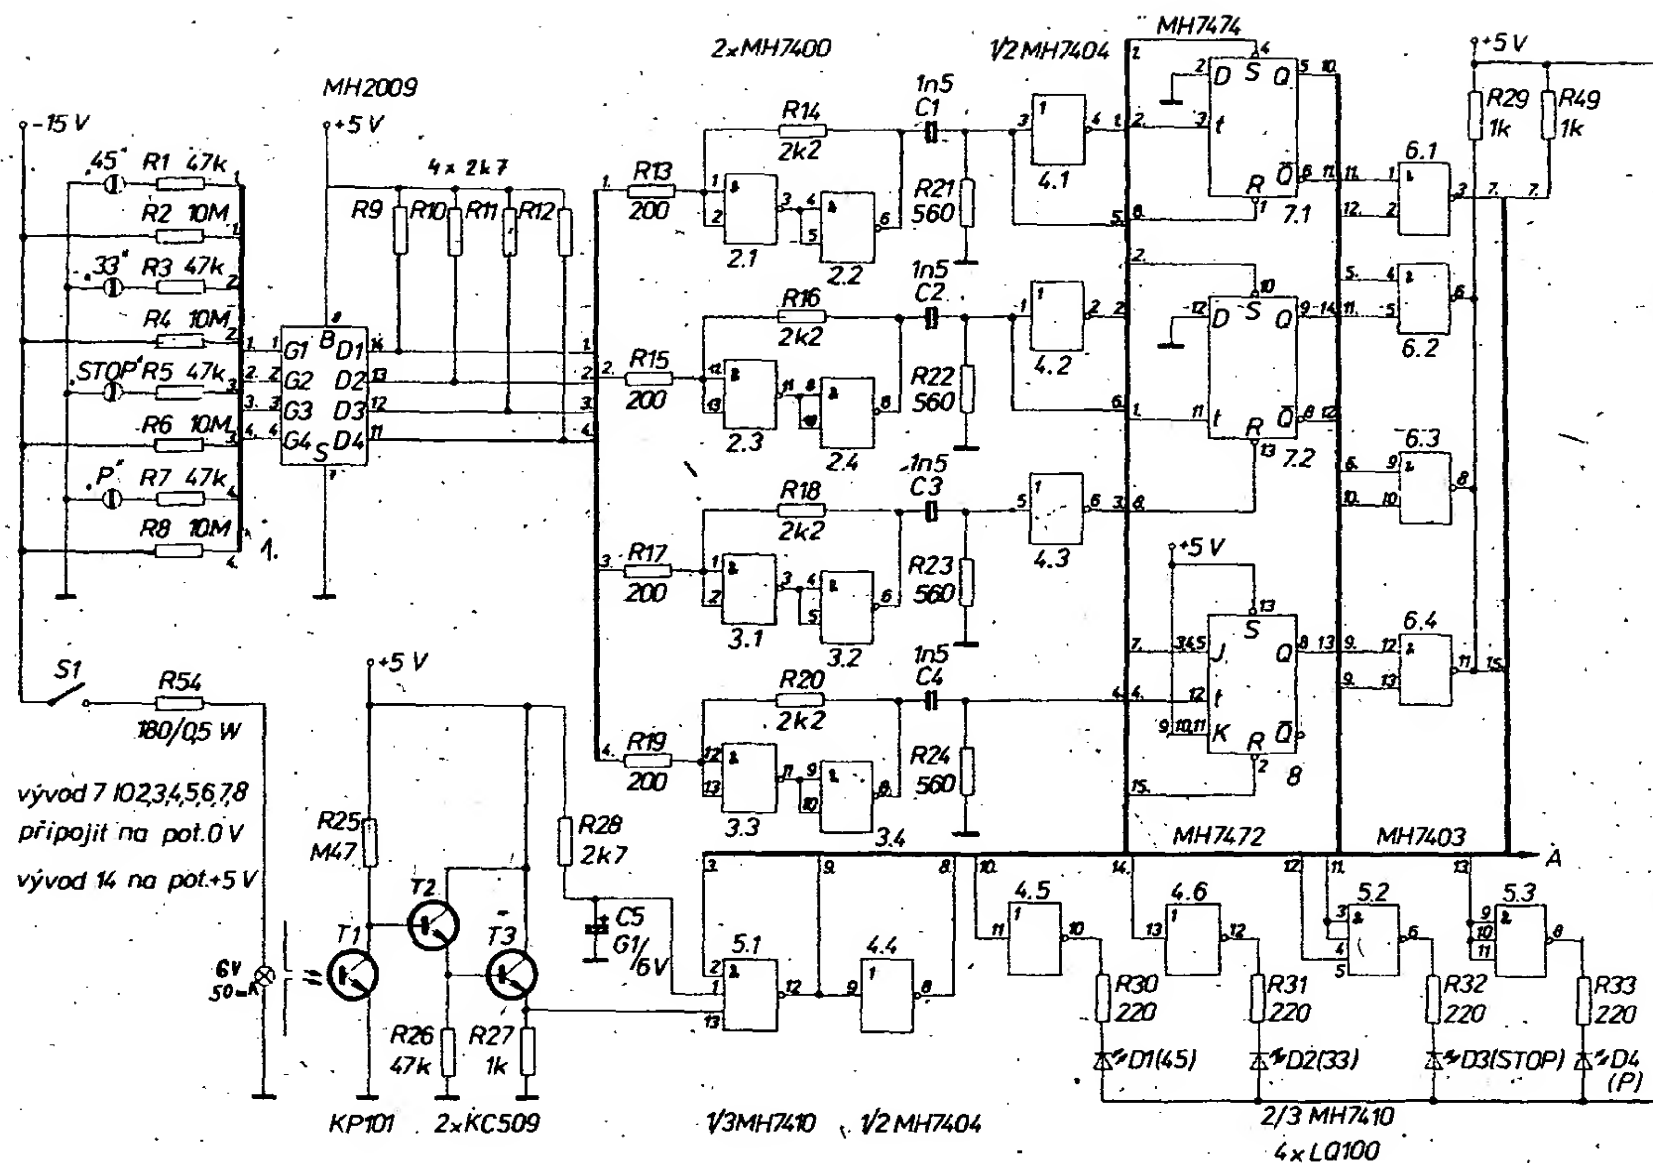 MH7474
2xMH7400
1/2 MH7404
+5 V
MH2009
1n5
C1
R14
2k2
R29
1k
R49
1k
-15 V
+5 V
4 x 2k7
„45"
R1 47k
R2 10M
„33"
R3 47k
R4 10M
„STOP"
R5 47k
R6 10M
„P"
R7 47k
R8 10M
1.
R9
R10
R11
R12
G1
G2
G3
G4
B
S
D1
D2
D3
D4
R13
200
2.1
2.2
R21
560
4.1
D S Q
t
R Q̅
7.1
6.1
R15
200
R16
2k2
1n5
C2
2.3
2.4
R22
560
4.2
D S Q
t
R Q̅
7.2
6.2
R17
200
R18
2k2
1n5
C3
3.1
3.2
R23
560
4.3
6.3
+5 V
S
J Q
t
K Q̅
R
8
6.4
R19
200
R20
2k2
1n5
C4
3.3
3.4
R24
560
MH7472
MH7403
A
S1
R54
180/0,5 W
+5 V
vývod 7 IO2,3,4,5,6,7,8
připojit na pot. 0 V
vývod 14 na pot. +5 V
R25
M47
R28
2k7
T1
T2
T3
C5
G1/
6V
6V
R26
47k
R27
1k
5.1
4.4
4.5
4.6
5.2
5.3
R30
220
R31
220
R32
220
R33
220
D1(45)
D2(33)
D3(STOP)
D4
(P)
KP101
2xKC509
1/3 MH7410
1/2 MH7404
2/3 MH7410
4x LQ100